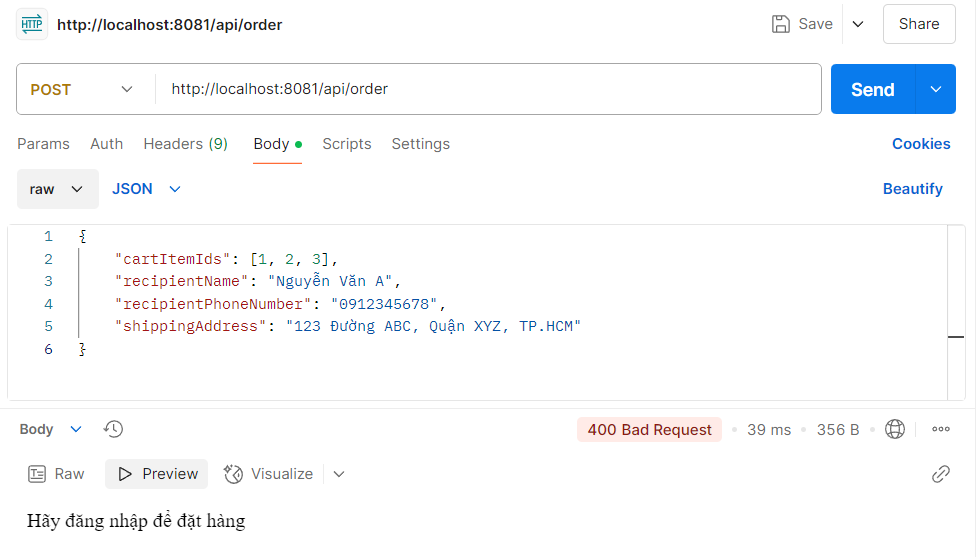 HTTP http://localhost:8081/api/order Save Share
POST http://localhost:8081/api/order Send
Params Auth Headers (9) Body Scripts Settings Cookies
raw JSON Beautify
1 {
2 "cartItemIds": [1, 2, 3],
3 "recipientName": "Nguyễn Văn A",
4 "recipientPhoneNumber": "0912345678",
5 "shippingAddress": "123 Đường ABC, Quận XYZ, TP.HCM"
6 }
Body 400 Bad Request 39 ms 356 B
Raw Preview Visualize
Hãy đăng nhập để đặt hàng